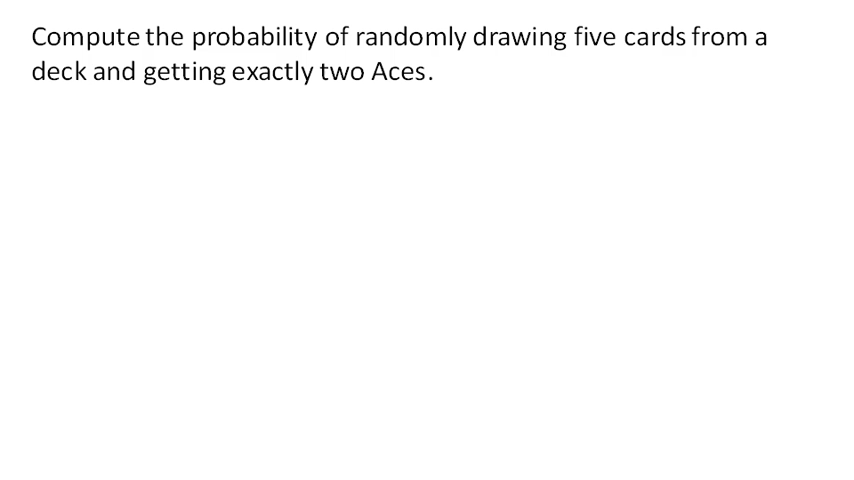 Compute the probability of randomly drawing five cards from a
deck and getting exactly two Aces.